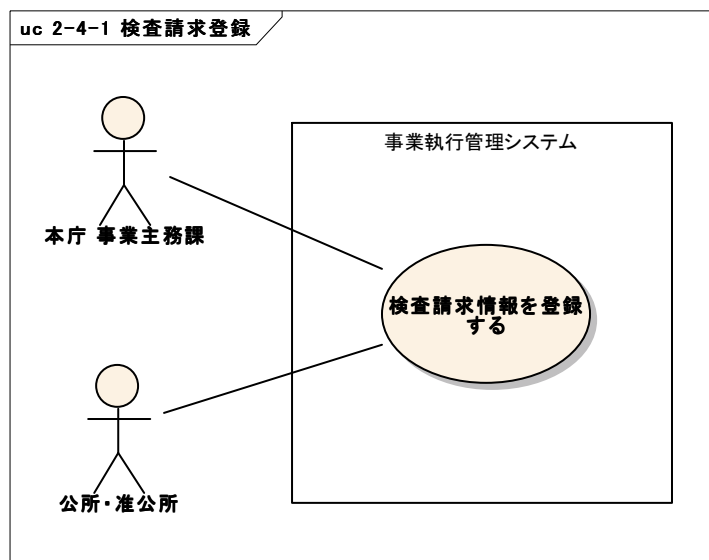 uc 2-4-1 検査請求登録
事業執行管理システム
本庁 事業主務課
検査請求情報を登録
する
公所・准公所